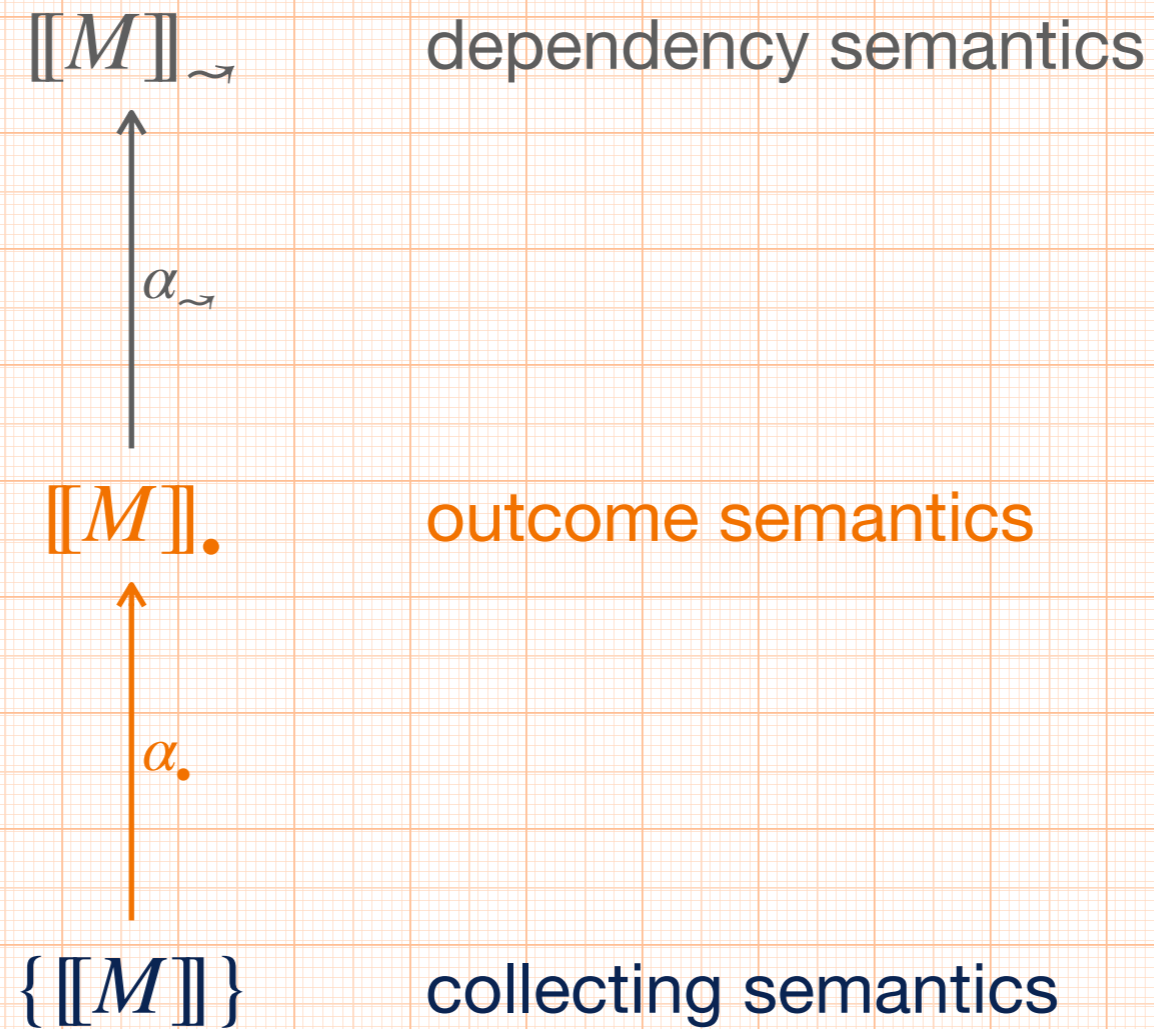 ⟦M⟧⇝ dependency semantics
α⇝
⟦M⟧• outcome semantics
α•
{⟦M⟧} collecting semantics